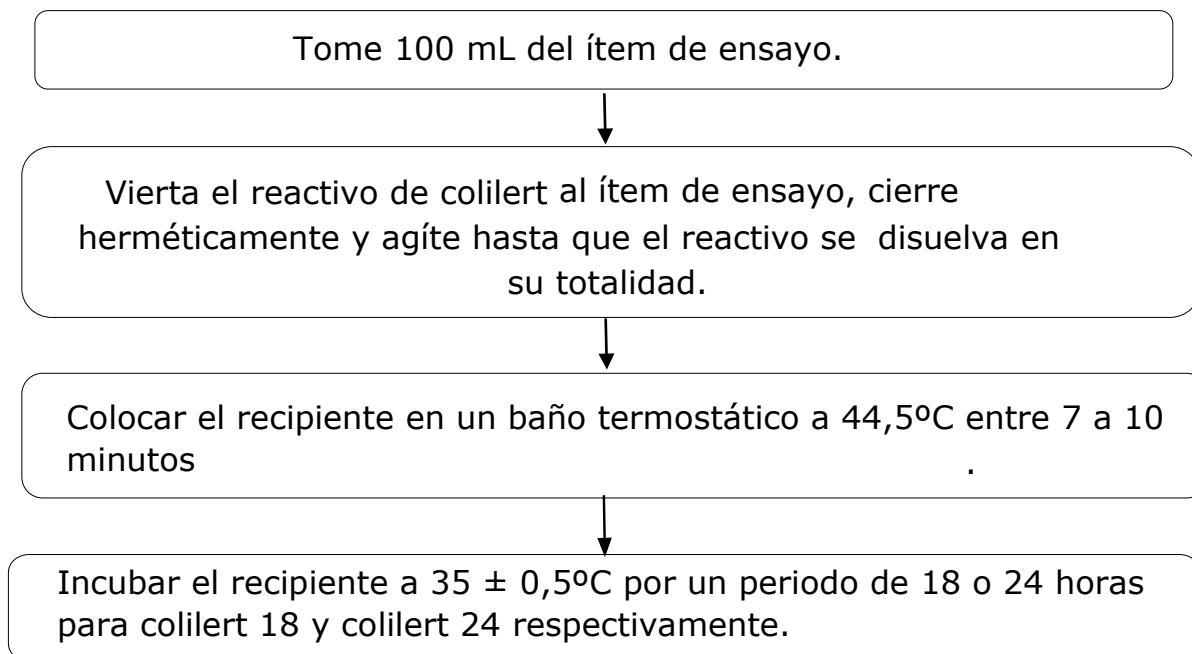 Tome 100 mL del ítem de ensayo.
Vierta el reactivo de colilert al ítem de ensayo, cierre
herméticamente y agíte hasta que el reactivo se disuelva en
su totalidad.
Colocar el recipiente en un baño termostático a 44,5ºC entre 7 a 10
minutos .
Incubar el recipiente a 35 ± 0,5ºC por un periodo de 18 o 24 horas
para colilert 18 y colilert 24 respectivamente.